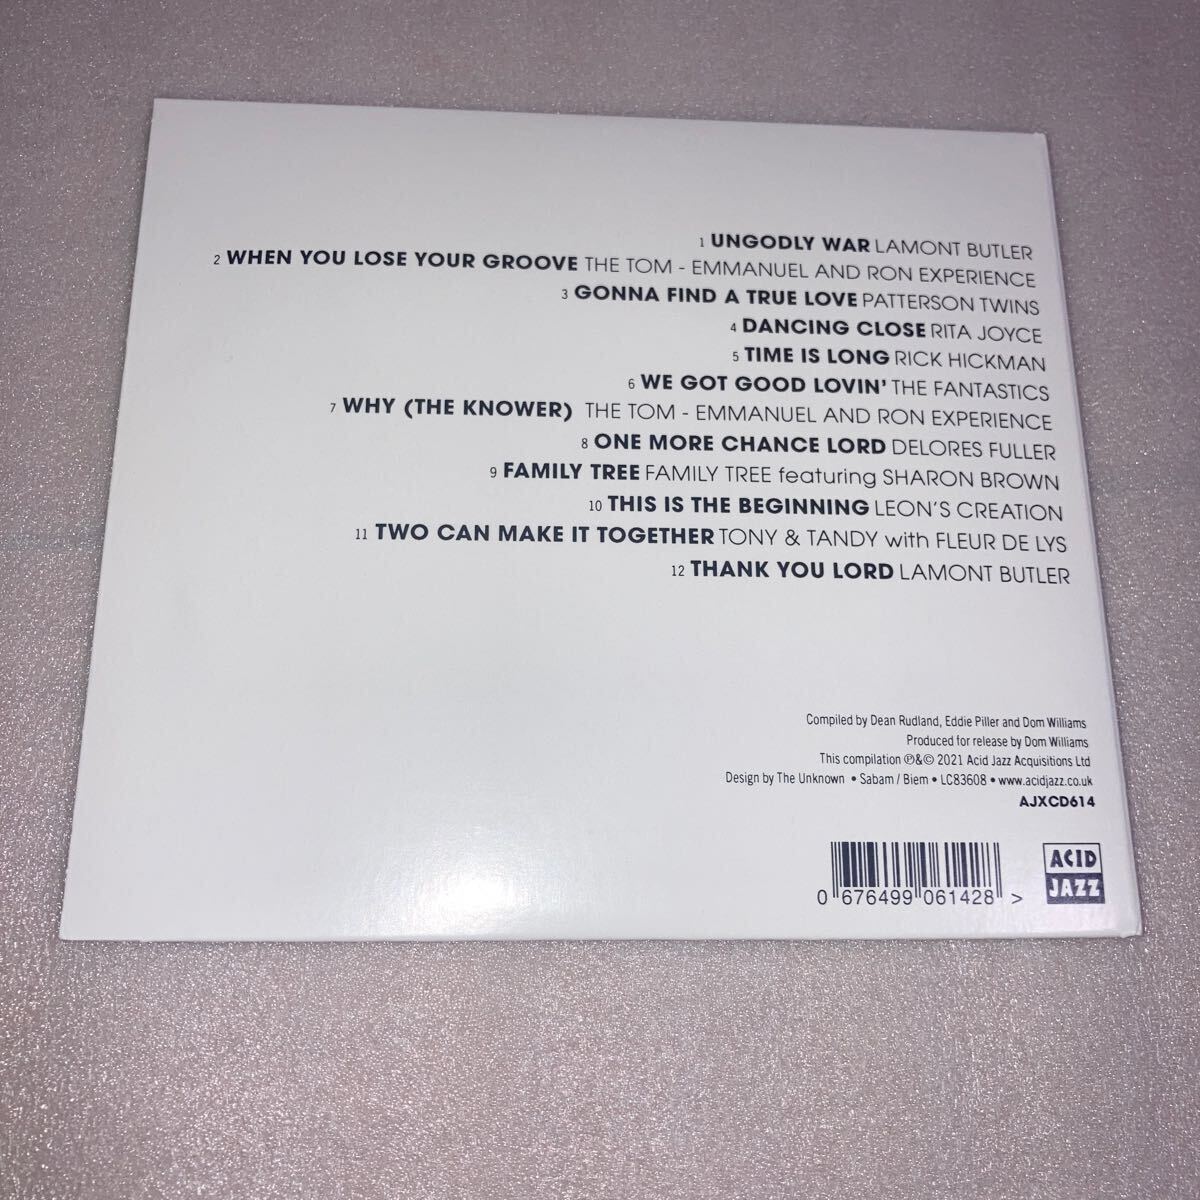 1 UNGODLY WAR LAMONT BUTLER
2 WHEN YOU LOSE YOUR GROOVE THE TOM - EMMANUEL AND RON EXPERIENCE
3 GONNA FIND A TRUE LOVE PATTERSON TWINS
4 DANCING CLOSE RITA JOYCE
5 TIME IS LONG RICK HICKMAN
6 WE GOT GOOD LOVIN' THE FANTASTICS
7 WHY (THE KNOWER) THE TOM - EMMANUEL AND RON EXPERIENCE
8 ONE MORE CHANCE LORD DELORES FULLER
9 FAMILY TREE FAMILY TREE featuring SHARON BROWN
10 THIS IS THE BEGINNING LEON'S CREATION
11 TWO CAN MAKE IT TOGETHER TONY & TANDY with FLEUR DE LYS
12 THANK YOU LORD LAMONT BUTLER
Compiled by Dean Rudland, Eddie Piller and Dom Williams
Produced for release by Dom Williams
This compilation ℗&© 2021 Acid Jazz Acquisitions Ltd
Design by The Unknown • Sabam / Biem • LC83608 • www.acidjazz.co.uk
AJXCD614
0 676499 061428 >
ACID
JAZZ